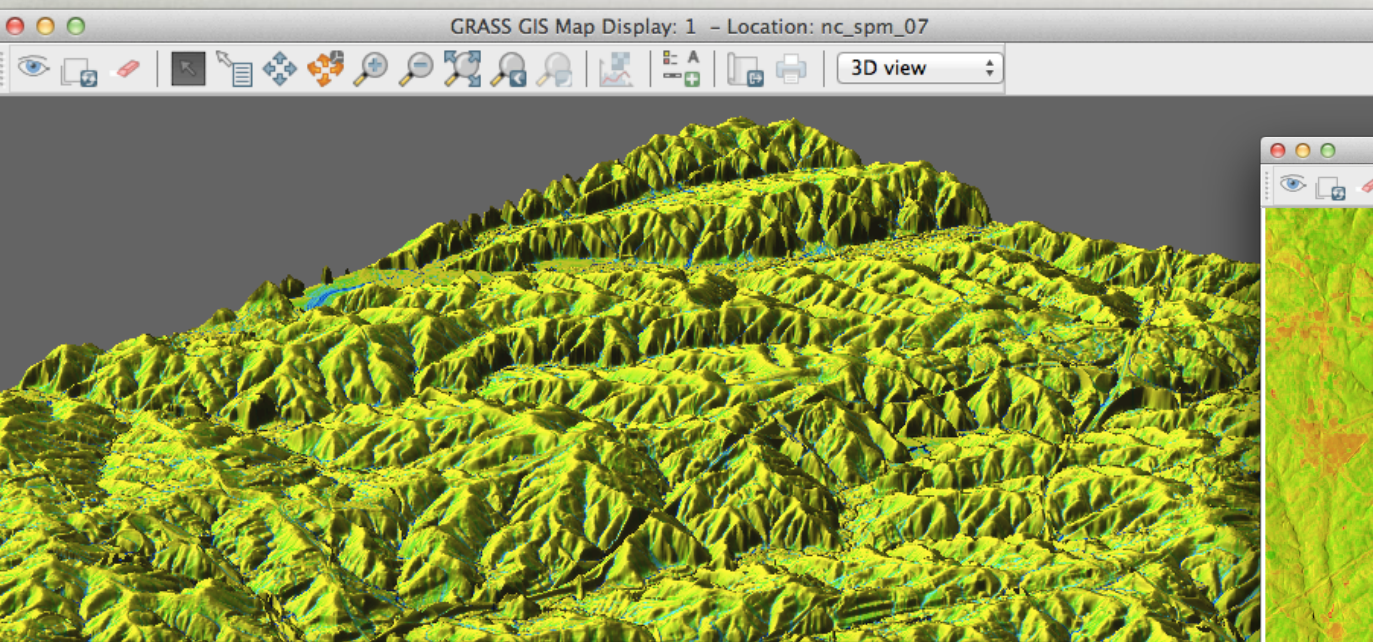 GRASS GIS Map Display: 1 – Location: nc_spm_07
3D view